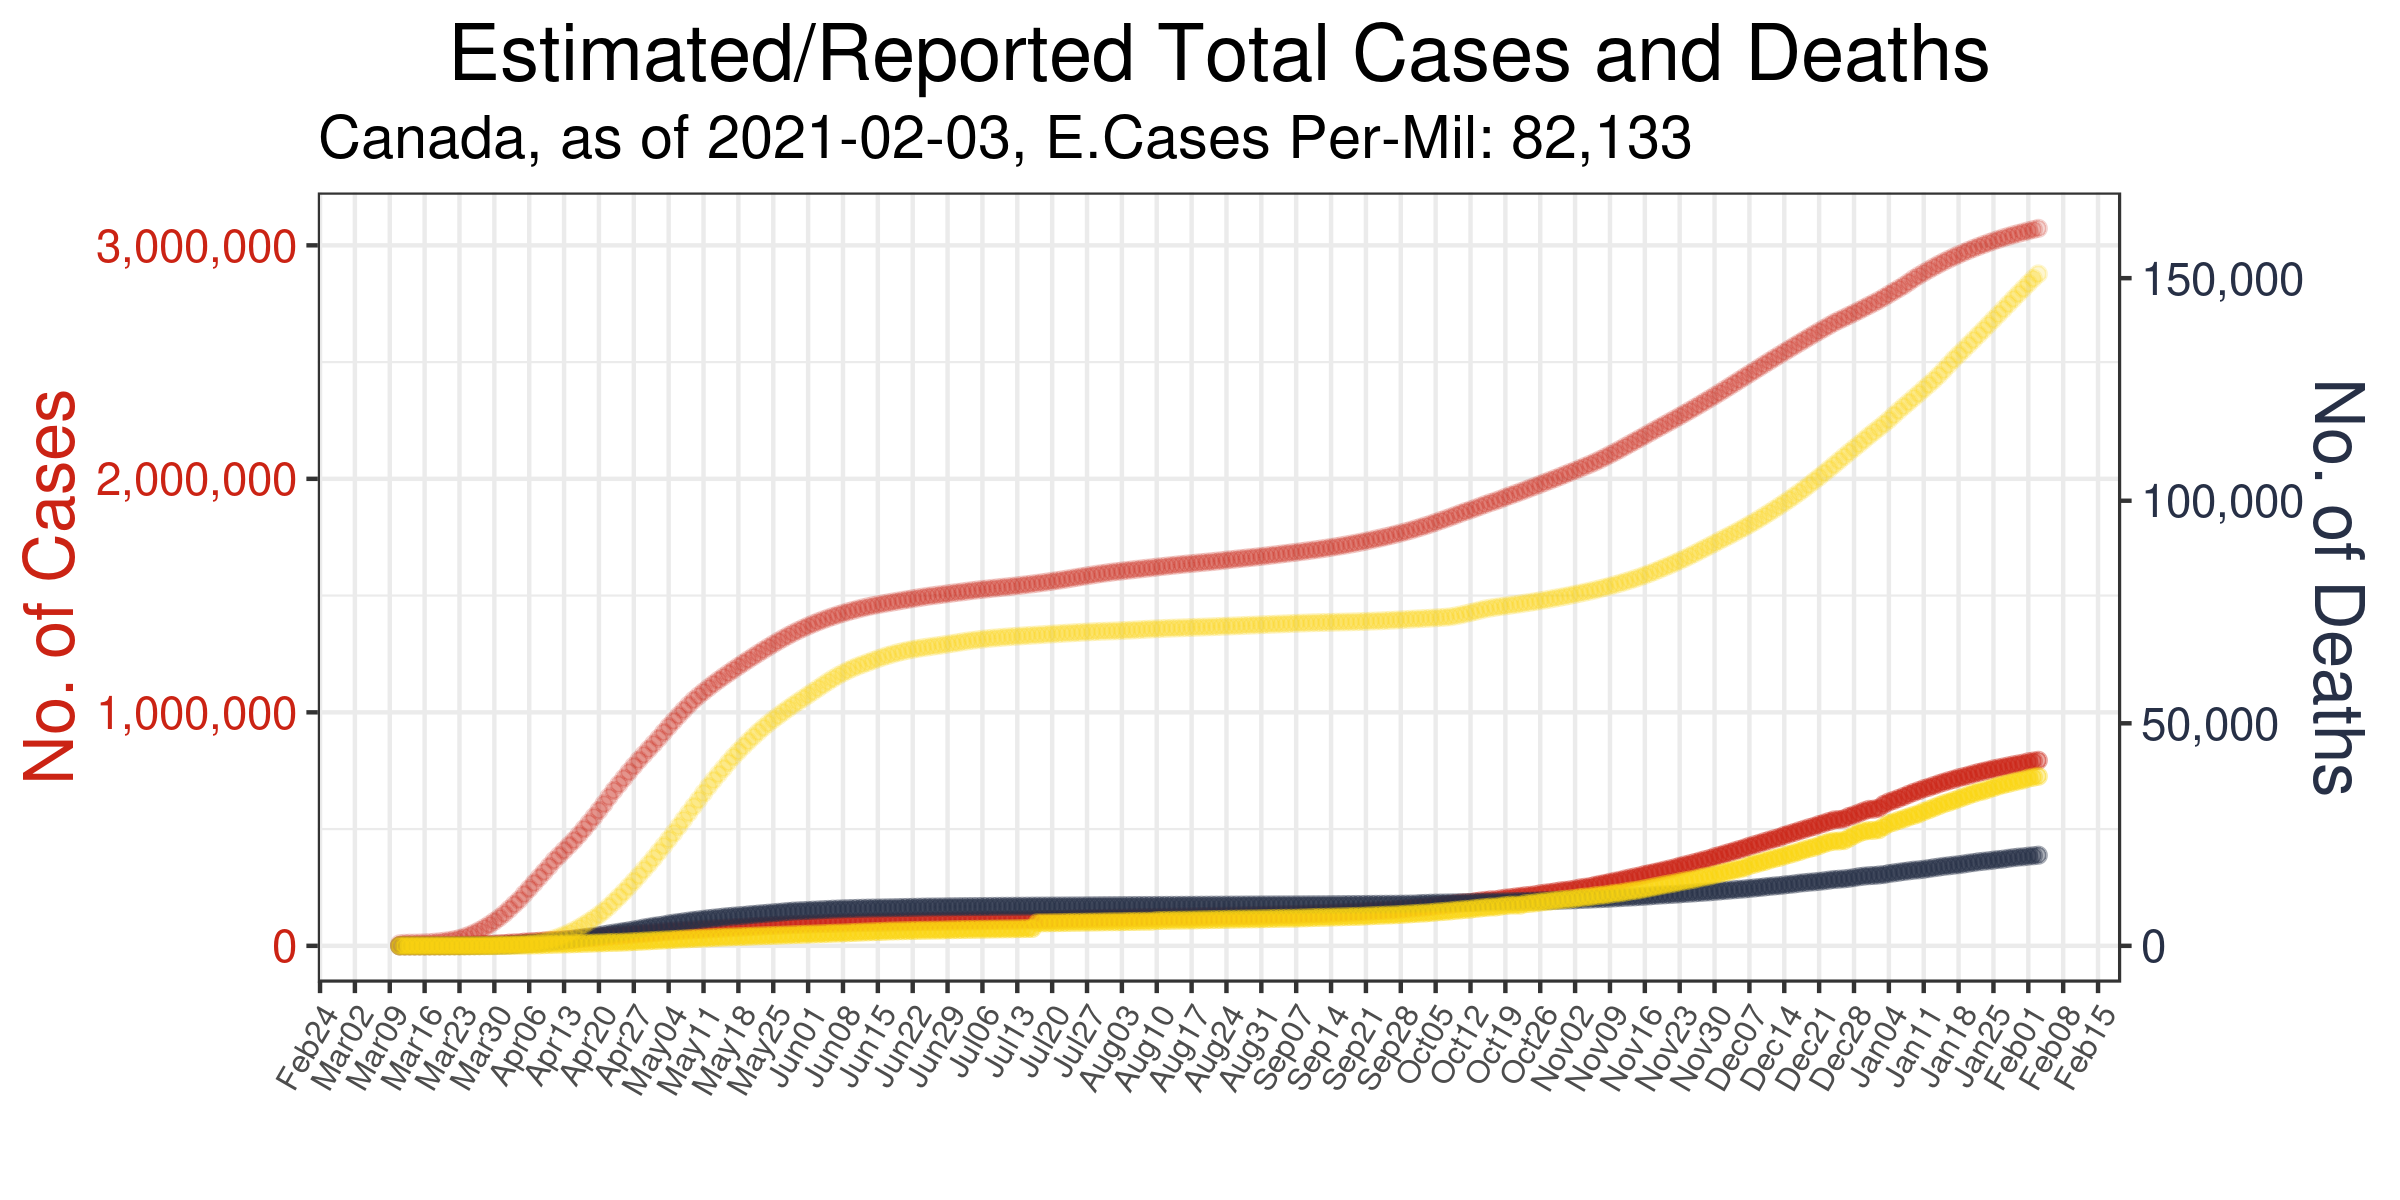 Estimated/Reported Total Cases and Deaths
Canada, as of 2021-02-03, E.Cases Per-Mil: 82,133
No. of Cases
3,000,000
2,000,000
1,000,000
0
150,000
100,000
50,000
0
No. of Deaths
Feb24
Mar02
Mar09
Mar16
Mar23
Mar30
Apr06
Apr13
Apr20
Apr27
May04
May11
May18
May25
Jun01
Jun08
Jun15
Jun22
Jun29
Jul06
Jul13
Jul20
Jul27
Aug03
Aug10
Aug17
Aug24
Aug31
Sep07
Sep14
Sep21
Sep28
Oct05
Oct12
Oct19
Oct26
Nov02
Nov09
Nov16
Nov23
Nov30
Dec07
Dec14
Dec21
Dec28
Jan04
Jan11
Jan18
Jan25
Feb01
Feb08
Feb15